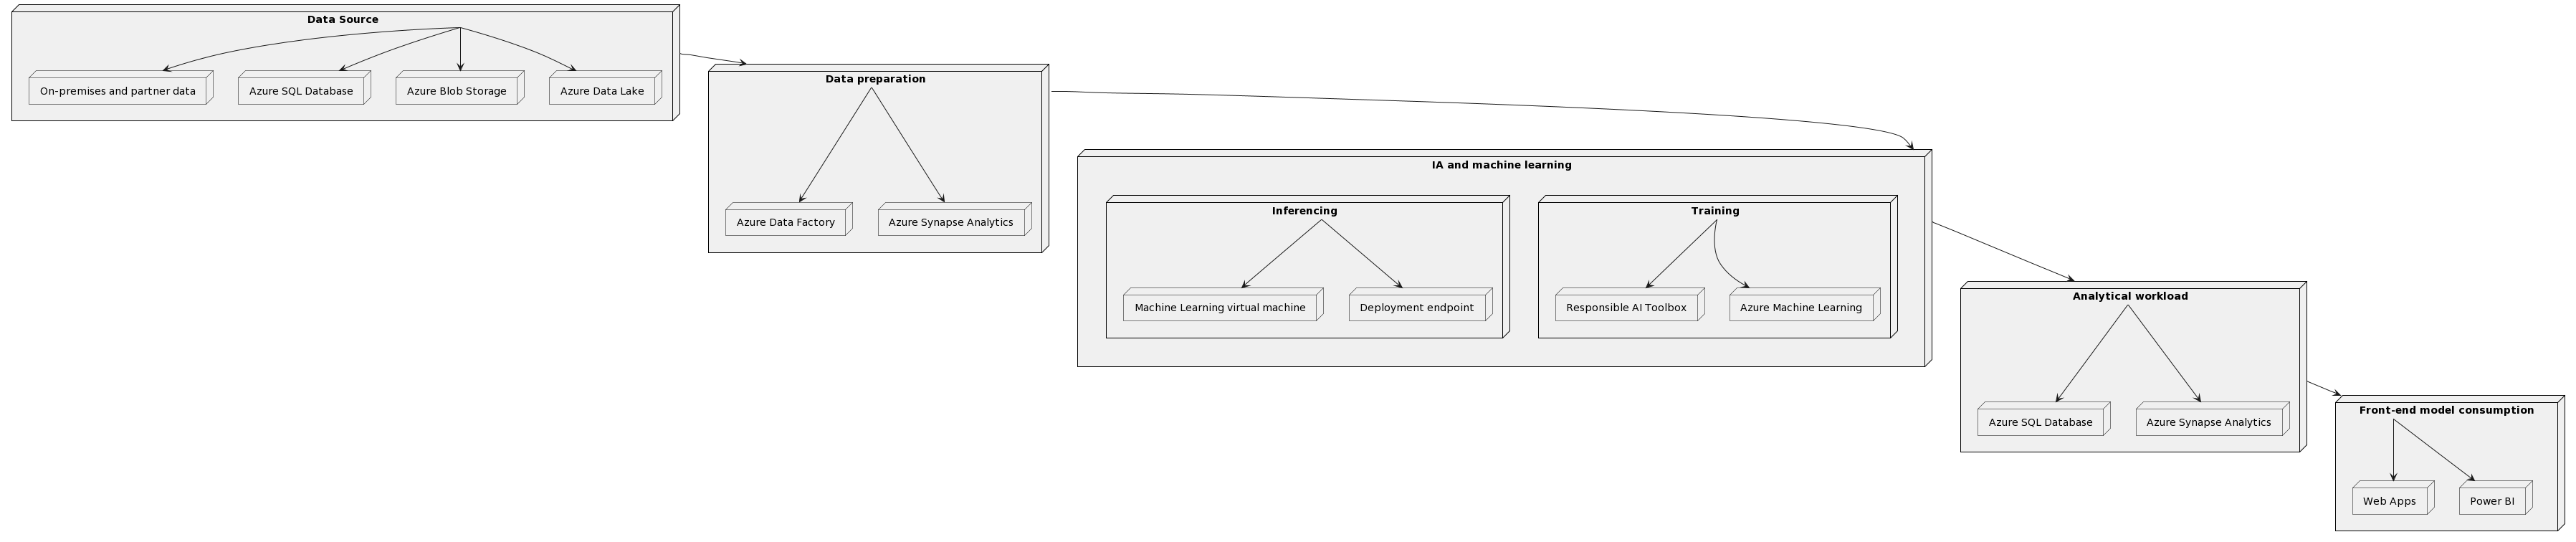 Data Source
On-premises and partner data
Azure SQL Database
Azure Blob Storage
Azure Data Lake
Data preparation
Azure Data Factory
Azure Synapse Analytics
IA and machine learning
Inferencing
Machine Learning virtual machine
Deployment endpoint
Training
Responsible AI Toolbox
Azure Machine Learning
Analytical workload
Azure SQL Database
Azure Synapse Analytics
Front-end model consumption
Web Apps
Power BI